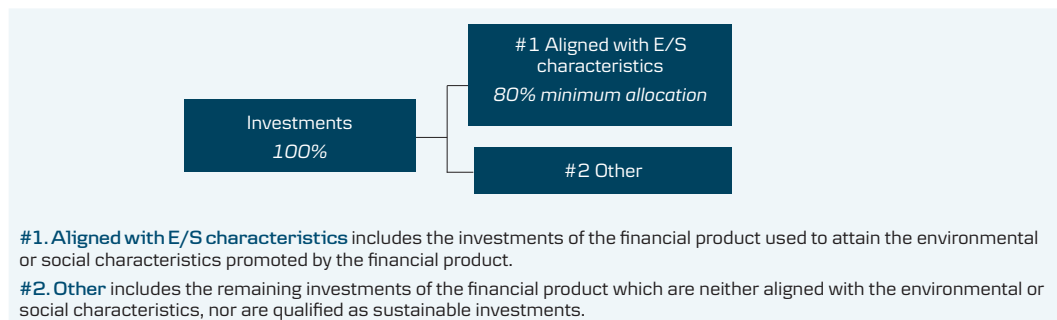 #1 Aligned with E/S
characteristics
80% minimum allocation
Investments
100%
#2 Other
#1. Aligned with E/S characteristics includes the investments of the financial product used to attain the environmental
or social characteristics promoted by the financial product.
#2. Other includes the remaining investments of the financial product which are neither aligned with the environmental or
social characteristics, nor are qualified as sustainable investments.